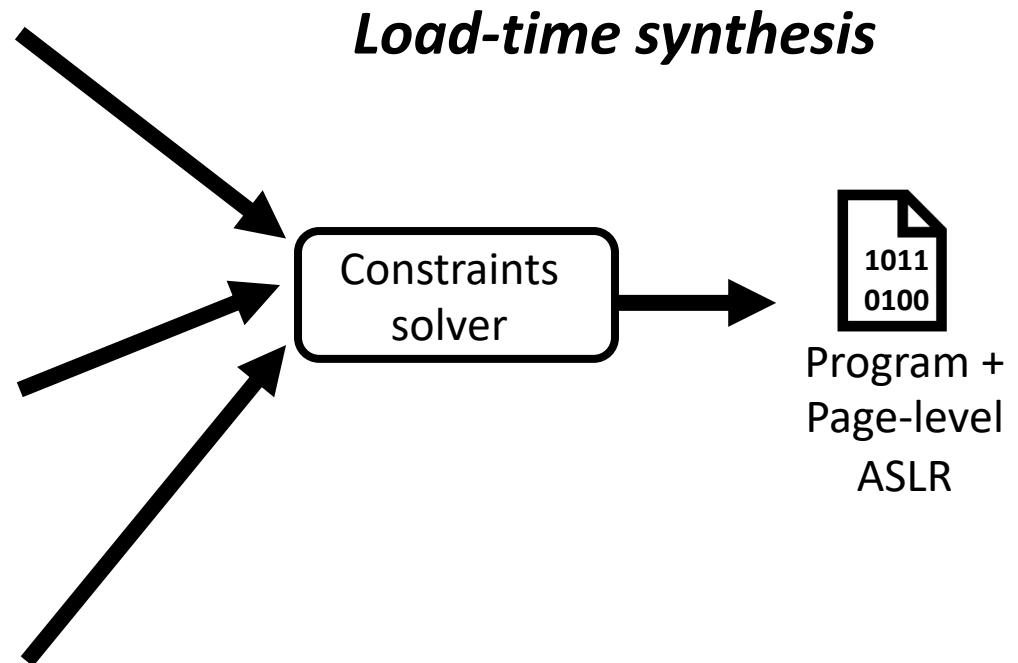 Load-time synthesis
Constraints
solver
1011
0100
Program +
Page-level
ASLR